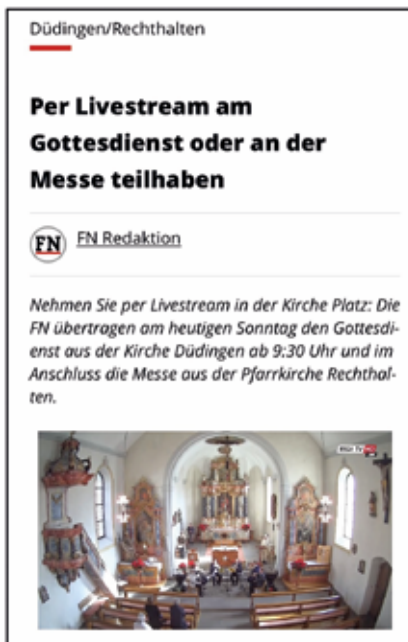 Düdingen/Rechthalten
Per Livestream am
Gottesdienst oder an der
Messe teilhaben
FN
FN Redaktion
Nehmen Sie per Livestream in der Kirche Platz: Die
FN übertragen am heutigen Sonntag den Gottesdi-
enst aus der Kirche Düdingen ab 9:30 Uhr und im
Anschluss die Messe aus der Pfarrkirche Rechthal-
ten.